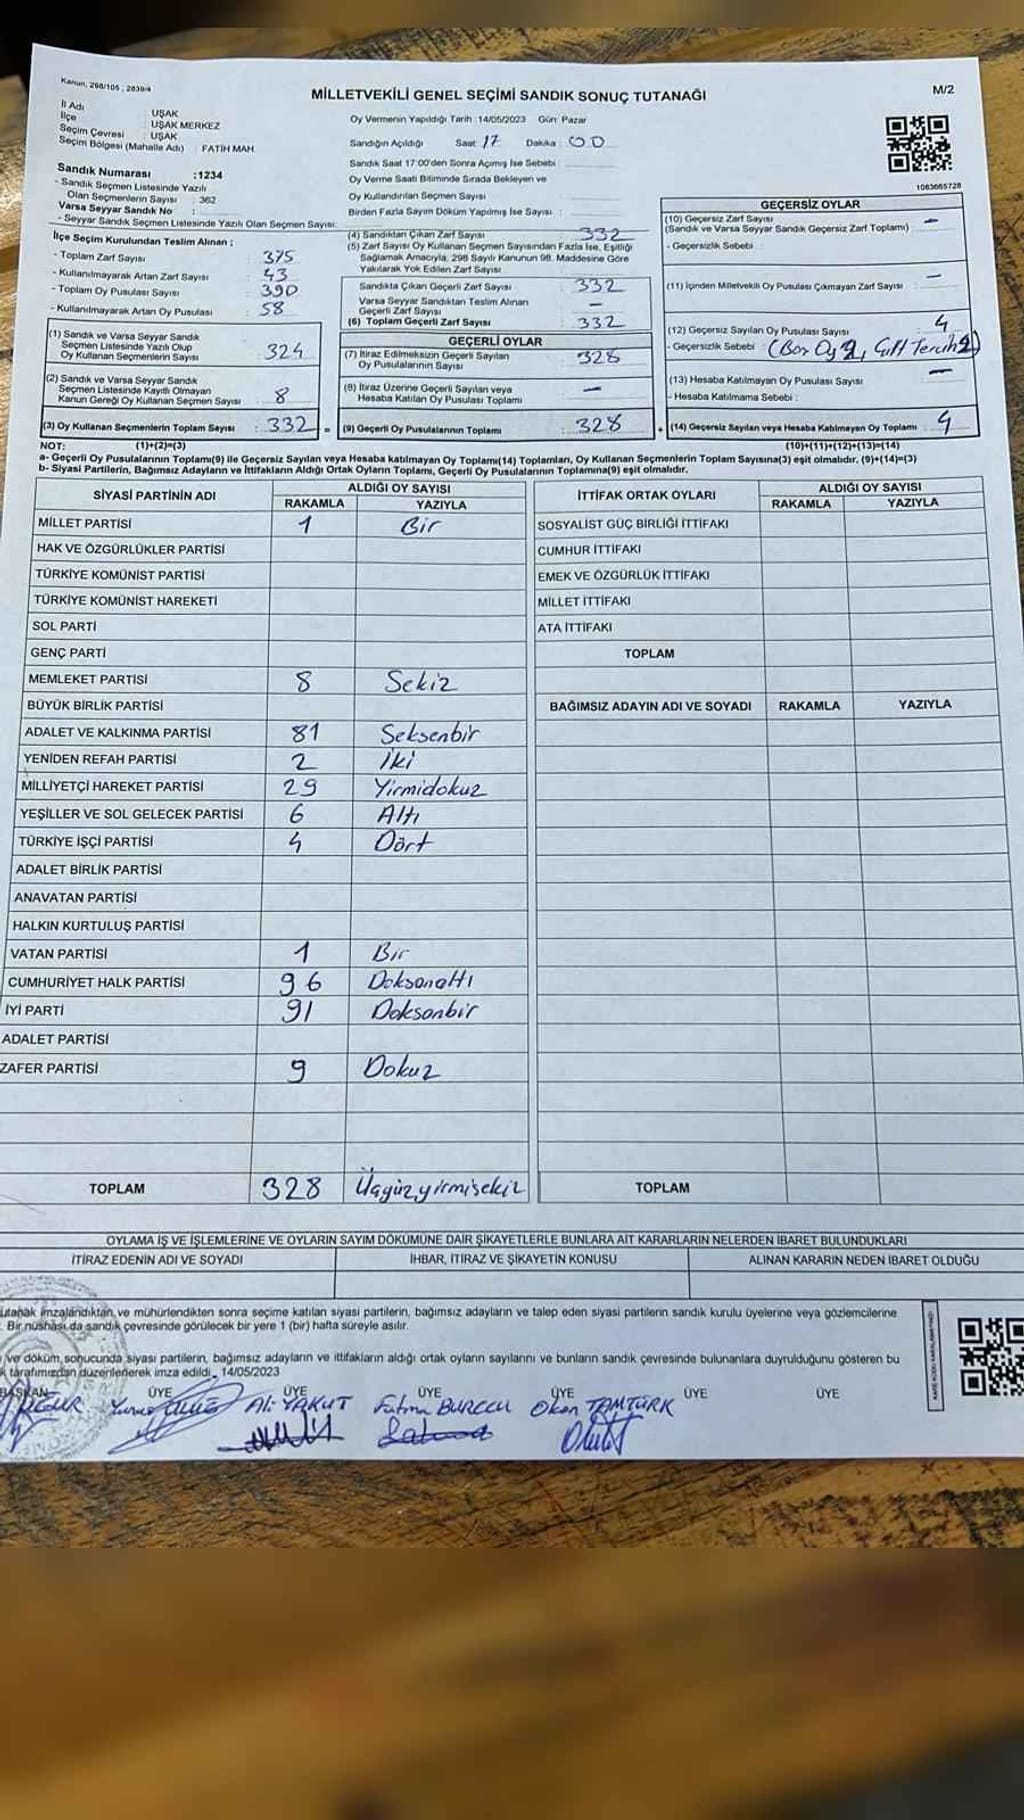 Kanun, 298/105 , 2839/4
MİLLETVEKİLİ GENEL SEÇİMİ SANDIK SONUÇ TUTANAĞI
M/2
İl Adı : UŞAK
İlçe : UŞAK MERKEZ
Seçim Çevresi : UŞAK
Seçim Bölgesi (Mahalle Adı) : FATİH MAH
Sandık Numarası :1234
- Sandık Seçmen Listesinde Yazılı
Olan Seçmenlerin Sayısı : 362
Varsa Seyyar Sandık No :
- Seyyar Sandık Seçmen Listesinde Yazılı Olan Seçmen Sayısı:
Oy Vermenin Yapıldığı Tarih :14/05/2023 Gün: Pazar
Sandığın Açıldığı Saat : 17 Dakika : 00
Sandık Saat 17:00'den Sonra Açımış İse Sebebi :
Oy Verme Saati Bitiminde Sırada Bekleyen ve
Oy Kullandırılan Seçmen Sayısı :
Birden Fazla Sayım Döküm Yapılmış İse Sayısı :
1083665728
İlçe Seçim Kurulundan Teslim Alınan ;
- Toplam Zarf Sayısı : 375
- Kullanılmayarak Artan Zarf Sayısı : 43
- Toplam Oy Pusulası Sayısı : 390
- Kullanılmayarak Artan Oy Pusulası : 58
(1) Sandık ve Varsa Seyyar Sandık
Seçmen Listesinde Yazılı Olup
Oy Kullanan Seçmenlerin Sayısı : 324
(2) Sandık ve Varsa Seyyar Sandık
Seçmen Listesinde Kayıtlı Olmayan
Kanun Gereği Oy Kullanan Seçmen Sayısı : 8
(3) Oy Kullanan Seçmenlerin Toplam Sayısı : 332 =
(4) Sandıktan Çıkan Zarf Sayısı : 332
(5) Zarf Sayısı Oy Kullanan Seçmen Sayısından Fazla İse, Eşitliği
Sağlamak Amacıyla, 298 Sayılı Kanunun 98. Maddesine Göre
Yakılarak Yok Edilen Zarf Sayısı :
Sandıkta Çıkan Geçerli Zarf Sayısı : 332
Varsa Seyyar Sandıktan Teslim Alınan
Geçerli Zarf Sayısı : —
(6) Toplam Geçerli Zarf Sayısı : 332
GEÇERLİ OYLAR
(7) İtiraz Edilmeksizin Geçerli Sayılan
Oy Pusulalarının Sayısı : 328
(8) İtiraz Üzerine Geçerli Sayılan veya
Hesaba Katılan Oy Pusulası Toplamı : —
(9) Geçerli Oy Pusulalarının Toplamı : 328 +
GEÇERSİZ OYLAR
(10) Geçersiz Zarf Sayısı : —
(Sandık ve Varsa Seyyar Sandık Geçersiz Zarf Toplamı)
- Geçersizlik Sebebi :
(11) İçinden Milletvekili Oy Pusulası Çıkmayan Zarf Sayısı : —
(12) Geçersiz Sayılan Oy Pusulası Sayısı : 4
- Geçersizlik Sebebi : (Boş Oy 2, Çift Tercih 2)
(13) Hesaba Katılmayan Oy Pusulası Sayısı : —
- Hesaba Katılmama Sebebi :
(14) Geçersiz Sayılan veya Hesaba Katılmayan Oy Toplamı : 4
NOT: (1)+(2)=(3) (10)+(11)+(12)+(13)=(14)
a- Geçerli Oy Pusulalarının Toplamı(9) ile Geçersiz Sayılan veya Hesaba katılmayan Oy Toplamı(14) Toplamları, Oy Kullanan Seçmenlerin Toplam Sayısına(3) eşit olmalıdır. (9)+(14)=(3)
b- Siyasi Partilerin, Bağımsız Adayların ve İttifakların Aldığı Ortak Oyların Toplamı, Geçerli Oy Pusulalarının Toplamına(9) eşit olmalıdır.
SİYASİ PARTİNİN ADI ALDIĞI OY SAYISI
RAKAMLA YAZIYLA
MİLLET PARTİSİ 1 Bir
HAK VE ÖZGÜRLÜKLER PARTİSİ
TÜRKİYE KOMÜNİST PARTİSİ
TÜRKİYE KOMÜNİST HAREKETİ
SOL PARTİ
GENÇ PARTİ
MEMLEKET PARTİSİ 8 Sekiz
BÜYÜK BİRLİK PARTİSİ
ADALET VE KALKINMA PARTİSİ 81 Seksenbir
YENİDEN REFAH PARTİSİ 2 İki
MİLLİYETÇİ HAREKET PARTİSİ 29 Yirmidokuz
YEŞİLLER VE SOL GELECEK PARTİSİ 6 Altı
TÜRKİYE İŞÇİ PARTİSİ 4 Dört
ADALET BİRLİK PARTİSİ
ANAVATAN PARTİSİ
HALKIN KURTULUŞ PARTİSİ
VATAN PARTİSİ 1 Bir
CUMHURİYET HALK PARTİSİ 96 Doksanaltı
İYİ PARTİ 91 Doksanbir
ADALET PARTİSİ
ZAFER PARTİSİ 9 Dokuz
TOPLAM 328 Üçyüzyirmisekiz
İTTİFAK ORTAK OYLARI ALDIĞI OY SAYISI
RAKAMLA YAZIYLA
SOSYALİST GÜÇ BİRLİĞİ İTTİFAKI
CUMHUR İTTİFAKI
EMEK VE ÖZGÜRLÜK İTTİFAKI
MİLLET İTTİFAKI
ATA İTTİFAKI
TOPLAM
BAĞIMSIZ ADAYIN ADI VE SOYADI RAKAMLA YAZIYLA
TOPLAM
OYLAMA İŞ VE İŞLEMLERİNE VE OYLARIN SAYIM DÖKÜMÜNE DAİR ŞİKAYETLERLE BUNLARA AİT KARARLARIN NELERDEN İBARET BULUNDUKLARI
İTİRAZ EDENİN ADI VE SOYADI İHBAR, İTİRAZ VE ŞİKAYETİN KONUSU ALINAN KARARIN NEDEN İBARET OLDUĞU
utanak imzalandıktan ve mühürlendikten sonra seçime katılan siyasi partilerin, bağımsız adayların ve talep eden siyasi partilerin sandık kurulu üyelerine veya gözlemcilerine
. Bir nüshası da sandık çevresinde görülecek bir yere 1 (bir) hafta süreyle asılır.
ve döküm sonucunda siyasi partilerin, bağımsız adayların ve ittifakların aldığı ortak oyların sayılarını ve bunların sandık çevresinde bulunanlara duyrulduğunu gösteren bu
k tarafımızdan düzenlenerek imza edildi. 14/05/2023
BAŞKAN ÜYE ÜYE ÜYE ÜYE ÜYE ÜYE
Ali YAKUT Fatma BURCCU Okan TAMTÜRK